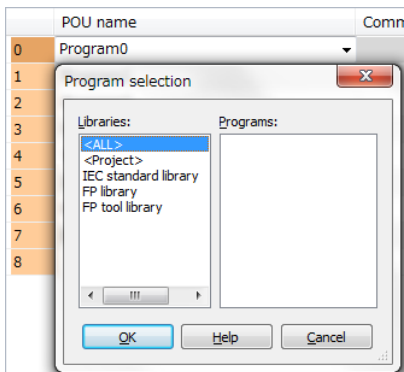 POU name
Comm
0
Program0
1
2
3
4
5
6
7
8
Program selection
Libraries:
Programs:
<ALL>
<Project>
IEC standard library
FP library
FP tool library
OK
Help
Cancel